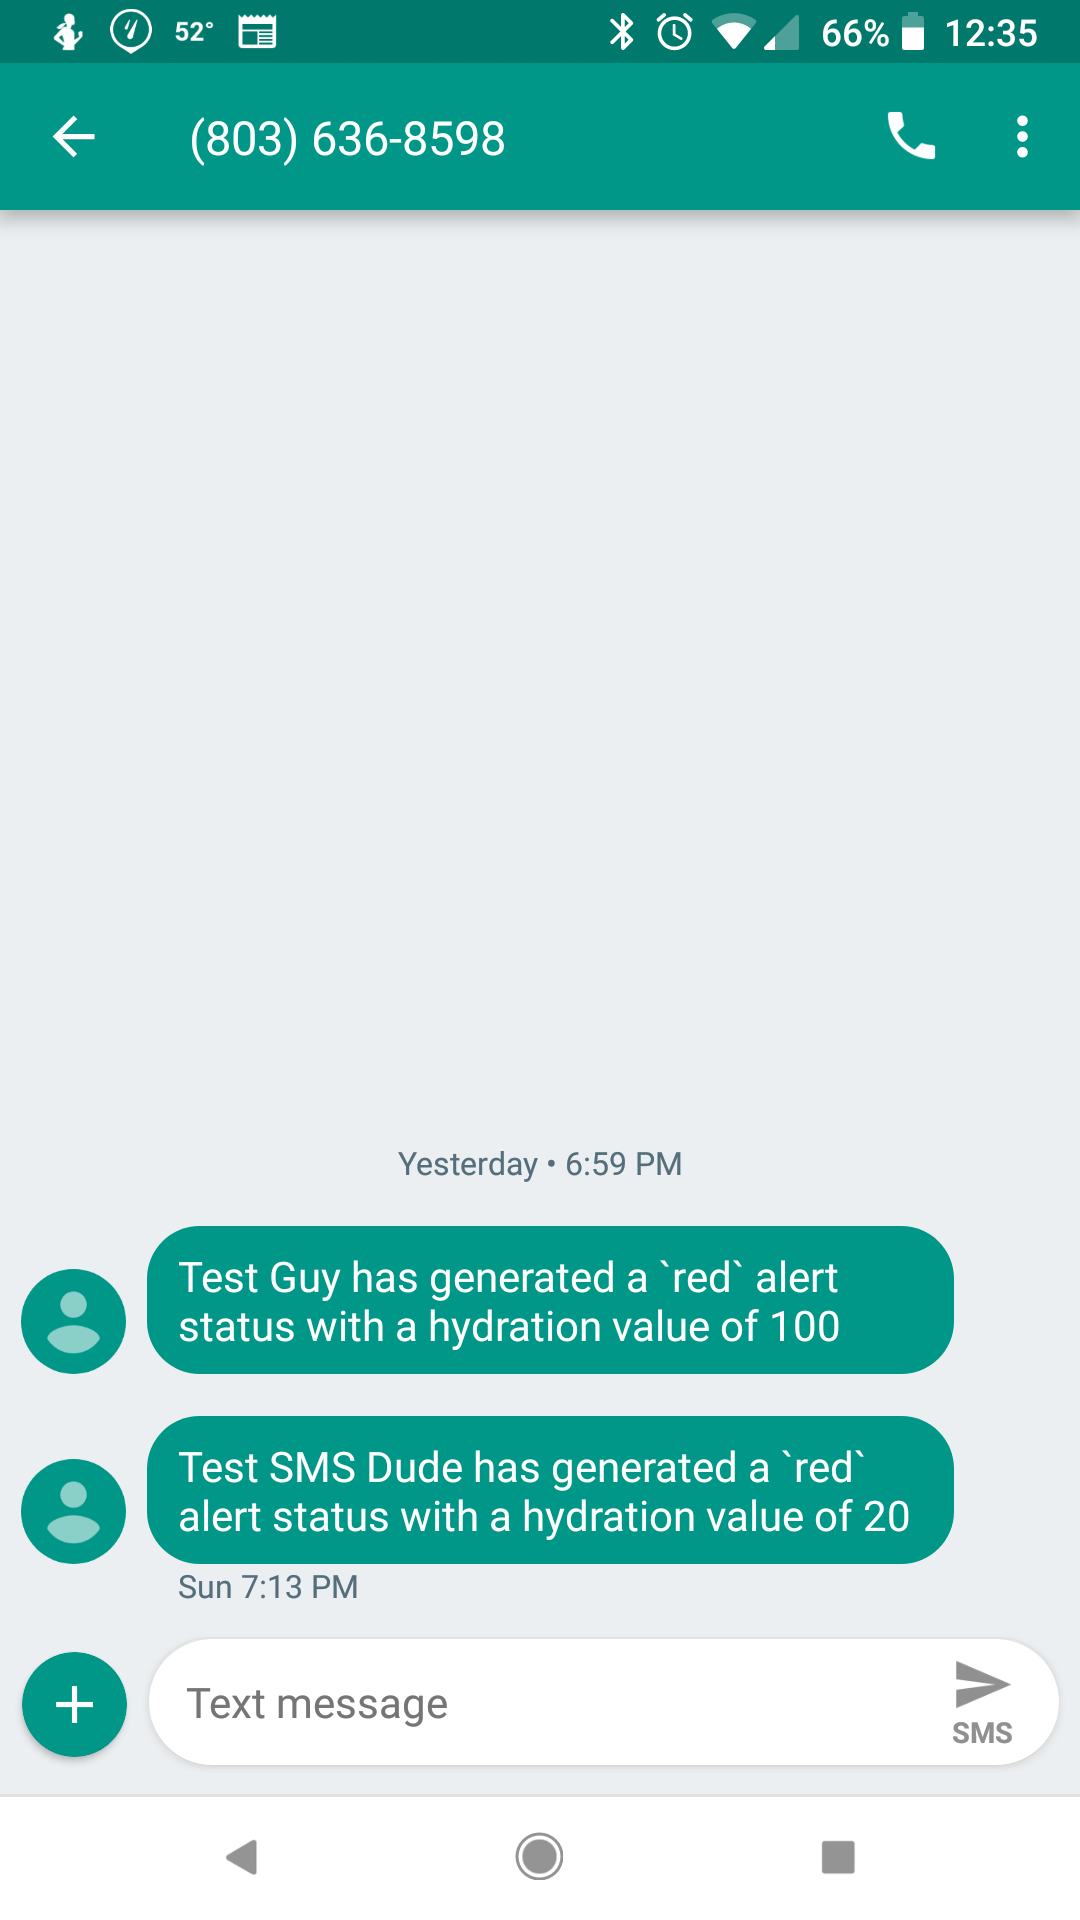 52° 66% 12:35
(803) 636-8598
Yesterday • 6:59 PM
Test Guy has generated a `red` alert
status with a hydration value of 100
Test SMS Dude has generated a `red`
alert status with a hydration value of 20
Sun 7:13 PM
Text message
SMS